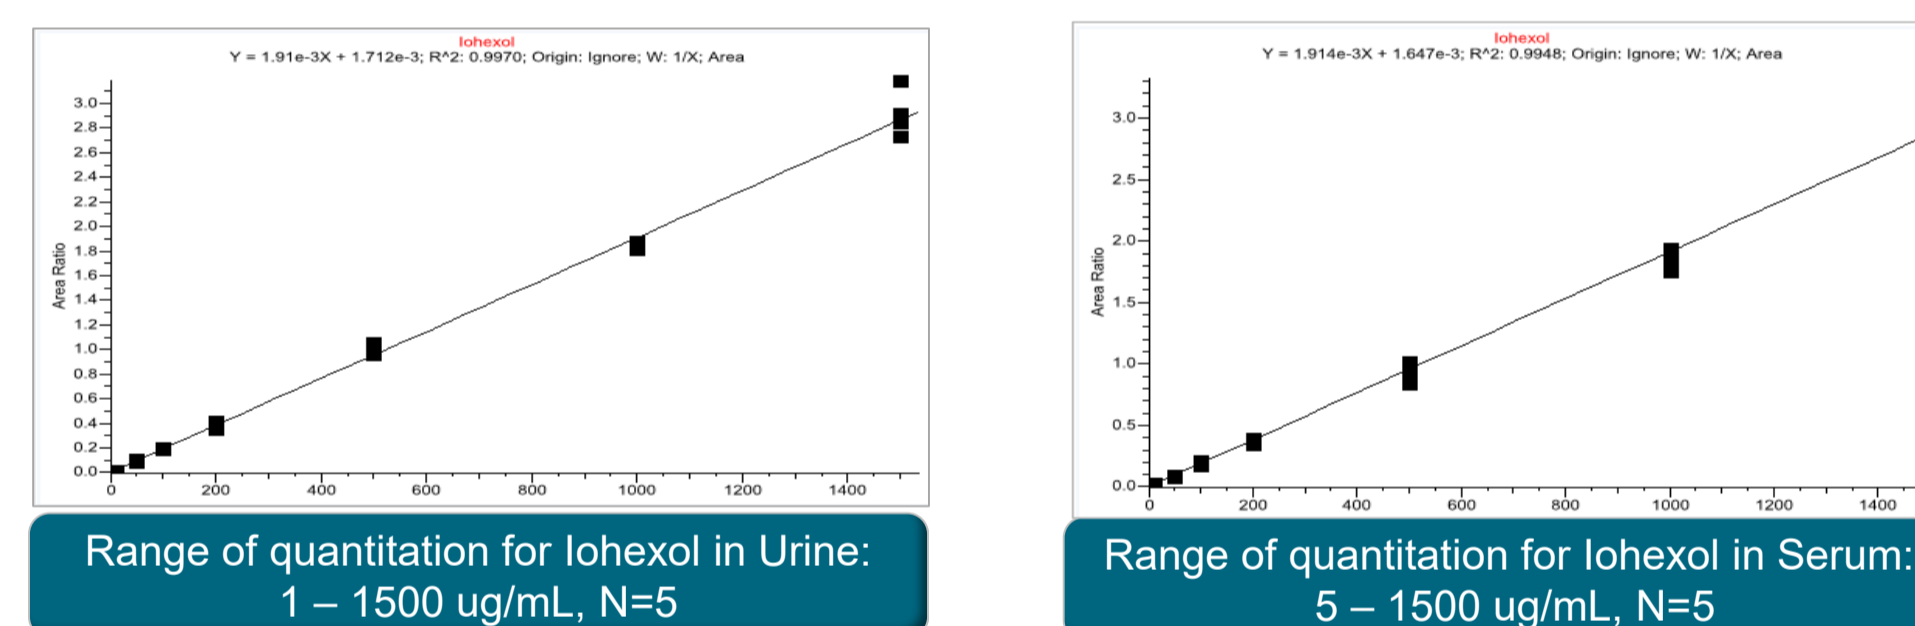 Iohexol
Y = 1.91e-3X + 1.712e-3; R^2: 0.9970; Origin: Ignore; W: 1/X; Area
Area Ratio
3.0
2.8
2.6
2.4
2.2
2.0
1.8
1.6
1.4
1.2
1.0
0.8
0.6
0.4
0.2
0.0
0 200 400 600 800 1000 1200 1400
Range of quantitation for Iohexol in Urine:
1 – 1500 ug/mL, N=5
Iohexol
Y = 1.914e-3X + 1.647e-3; R^2: 0.9948; Origin: Ignore; W: 1/X; Area
Area Ratio
3.0
2.5
2.0
1.5
1.0
0.5
0.0
0 200 400 600 800 1000 1200 1400
Range of quantitation for Iohexol in Serum:
5 – 1500 ug/mL, N=5